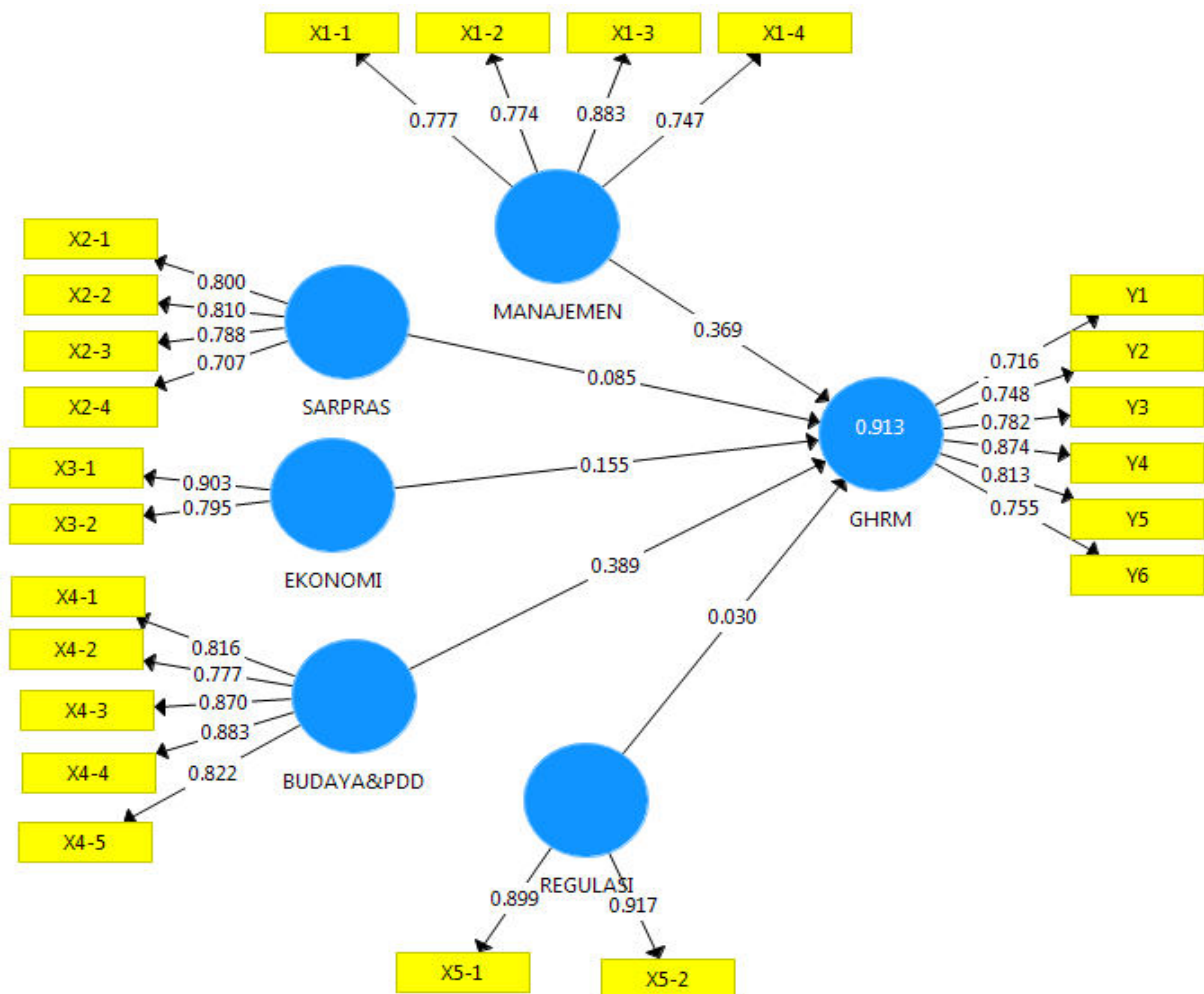 X1-1 X1-2 X1-3 X1-4
0.777 0.774 0.883 0.747
MANAJEMEN
X2-1
X2-2
X2-3
X2-4
0.800
0.810
0.788
0.707
SARPRAS
X3-1
X3-2
0.903
0.795
EKONOMI
X4-1
X4-2
X4-3
X4-4
X4-5
0.816
0.777
0.870
0.883
0.822
BUDAYA&PDD
REGULASI
0.899 0.917
X5-1 X5-2
0.369
0.085
0.155
0.389
0.030
0.913
GHRM
0.716
0.748
0.782
0.874
0.813
0.755
Y1
Y2
Y3
Y4
Y5
Y6